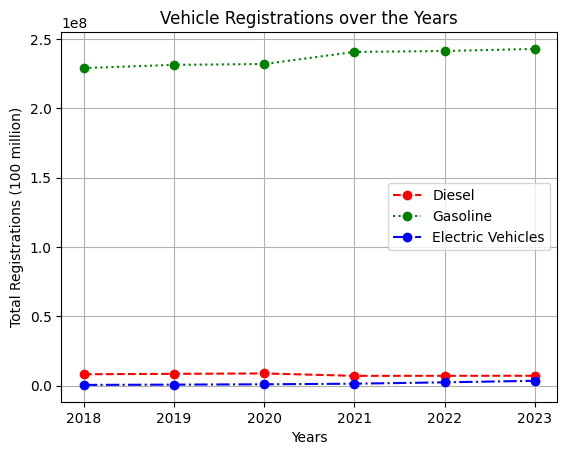 Vehicle Registrations over the Years
1e8
2.5
2.0
1.5
1.0
0.5
0.0
Total Registrations (100 million)
Diesel
Gasoline
Electric Vehicles
2018 2019 2020 2021 2022 2023
Years